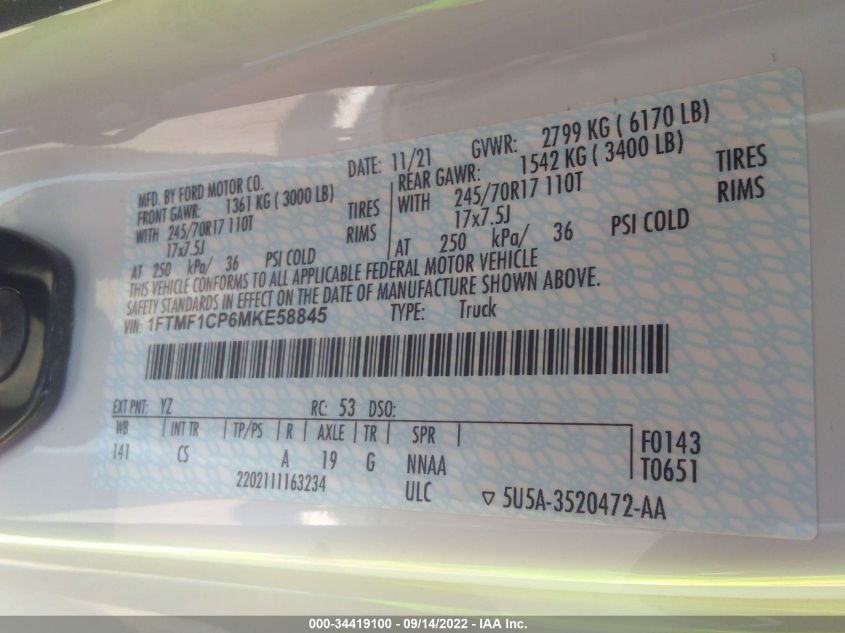 MFD. BY FORD MOTOR CO.
DATE: 11/21 GVWR: 2799 KG ( 6170 LB)
FRONT GAWR: 1361 KG ( 3000 LB)
REAR GAWR: 1542 KG ( 3400 LB)
WITH 245/70R17 110T TIRES
WITH 245/70R17 110T TIRES
17x7.5J RIMS
17x7.5J RIMS
AT 250 kPa/ 36 PSI COLD
AT 250 kPa/ 36 PSI COLD
THIS VEHICLE CONFORMS TO ALL APPLICABLE FEDERAL MOTOR VEHICLE
SAFETY STANDARDS IN EFFECT ON THE DATE OF MANUFACTURE SHOWN ABOVE.
VIN: 1FTMF1CP6MKE58845 TYPE: Truck
EXT PNT: YZ RC: 53 DSO:
WB | INT TR | TP/PS | R | AXLE | TR | SPR |
141 CS A 19 G NNAA
F0143
T0651
2202111163234 ULC ▽ 5U5A-3520472-AA
000-34419100 - 09/14/2022 - IAA Inc.